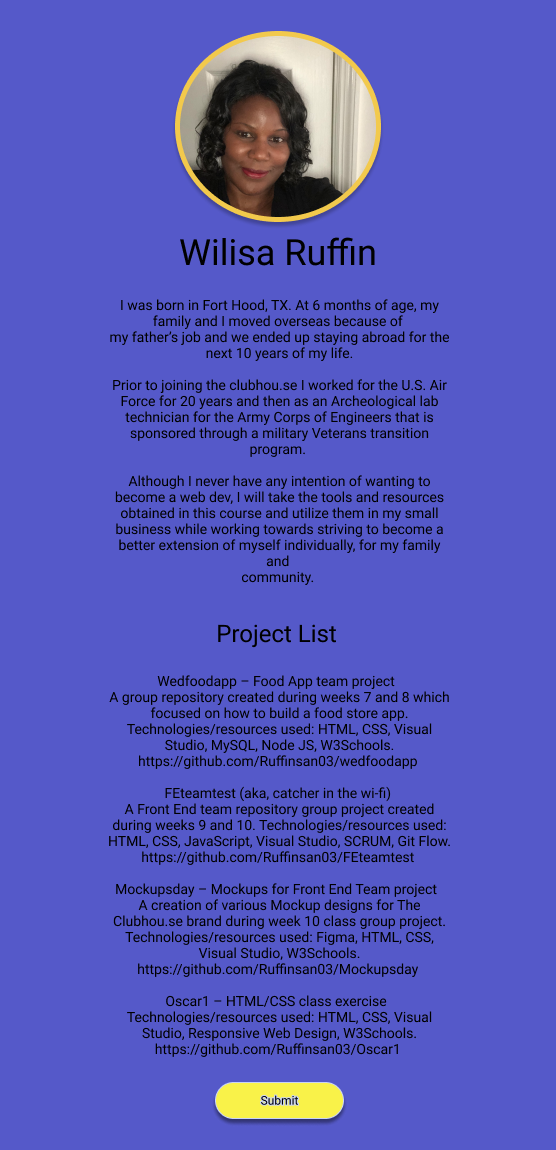 Wilisa Ruffin
I was born in Fort Hood, TX. At 6 months of age, my
family and I moved overseas because of
my father's job and we ended up staying abroad for the
next 10 years of my life.
Prior to joining the clubhou.se I worked for the U.S. Air
Force for 20 years and then as an Archeological lab
technician for the Army Corps of Engineers that is
sponsored through a military Veterans transition
program.
Although I never have any intention of wanting to
become a web dev, I will take the tools and resources
obtained in this course and utilize them in my small
business while working towards striving to become a
better extension of myself individually, for my family
and
community.
Project List
Wedfoodapp – Food App team project
A group repository created during weeks 7 and 8 which
focused on how to build a food store app.
Technologies/resources used: HTML, CSS, Visual
Studio, MySQL, Node JS, W3Schools.
https://github.com/Ruffinsan03/wedfoodapp
FEteamtest (aka, catcher in the wi-fi)
A Front End team repository group project created
during weeks 9 and 10. Technologies/resources used:
HTML, CSS, JavaScript, Visual Studio, SCRUM, Git Flow.
https://github.com/Ruffinsan03/FEteamtest
Mockupsday – Mockups for Front End Team project
A creation of various Mockup designs for The
Clubhou.se brand during week 10 class group project.
Technologies/resources used: Figma, HTML, CSS,
Visual Studio, W3Schools.
https://github.com/Ruffinsan03/Mockupsday
Oscar1 – HTML/CSS class exercise
Technologies/resources used: HTML, CSS, Visual
Studio, Responsive Web Design, W3Schools.
https://github.com/Ruffinsan03/Oscar1
Submit